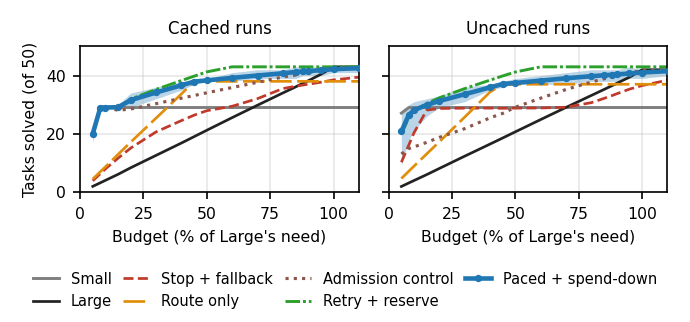 Cached runs
Uncached runs
Tasks solved (of 50)
40
20
0
0
25
50
75
100
0
25
50
75
100
Budget (% of Large's need)
Budget (% of Large's need)
Small
Stop + fallback
Admission control
Paced + spend-down
Large
Route only
Retry + reserve